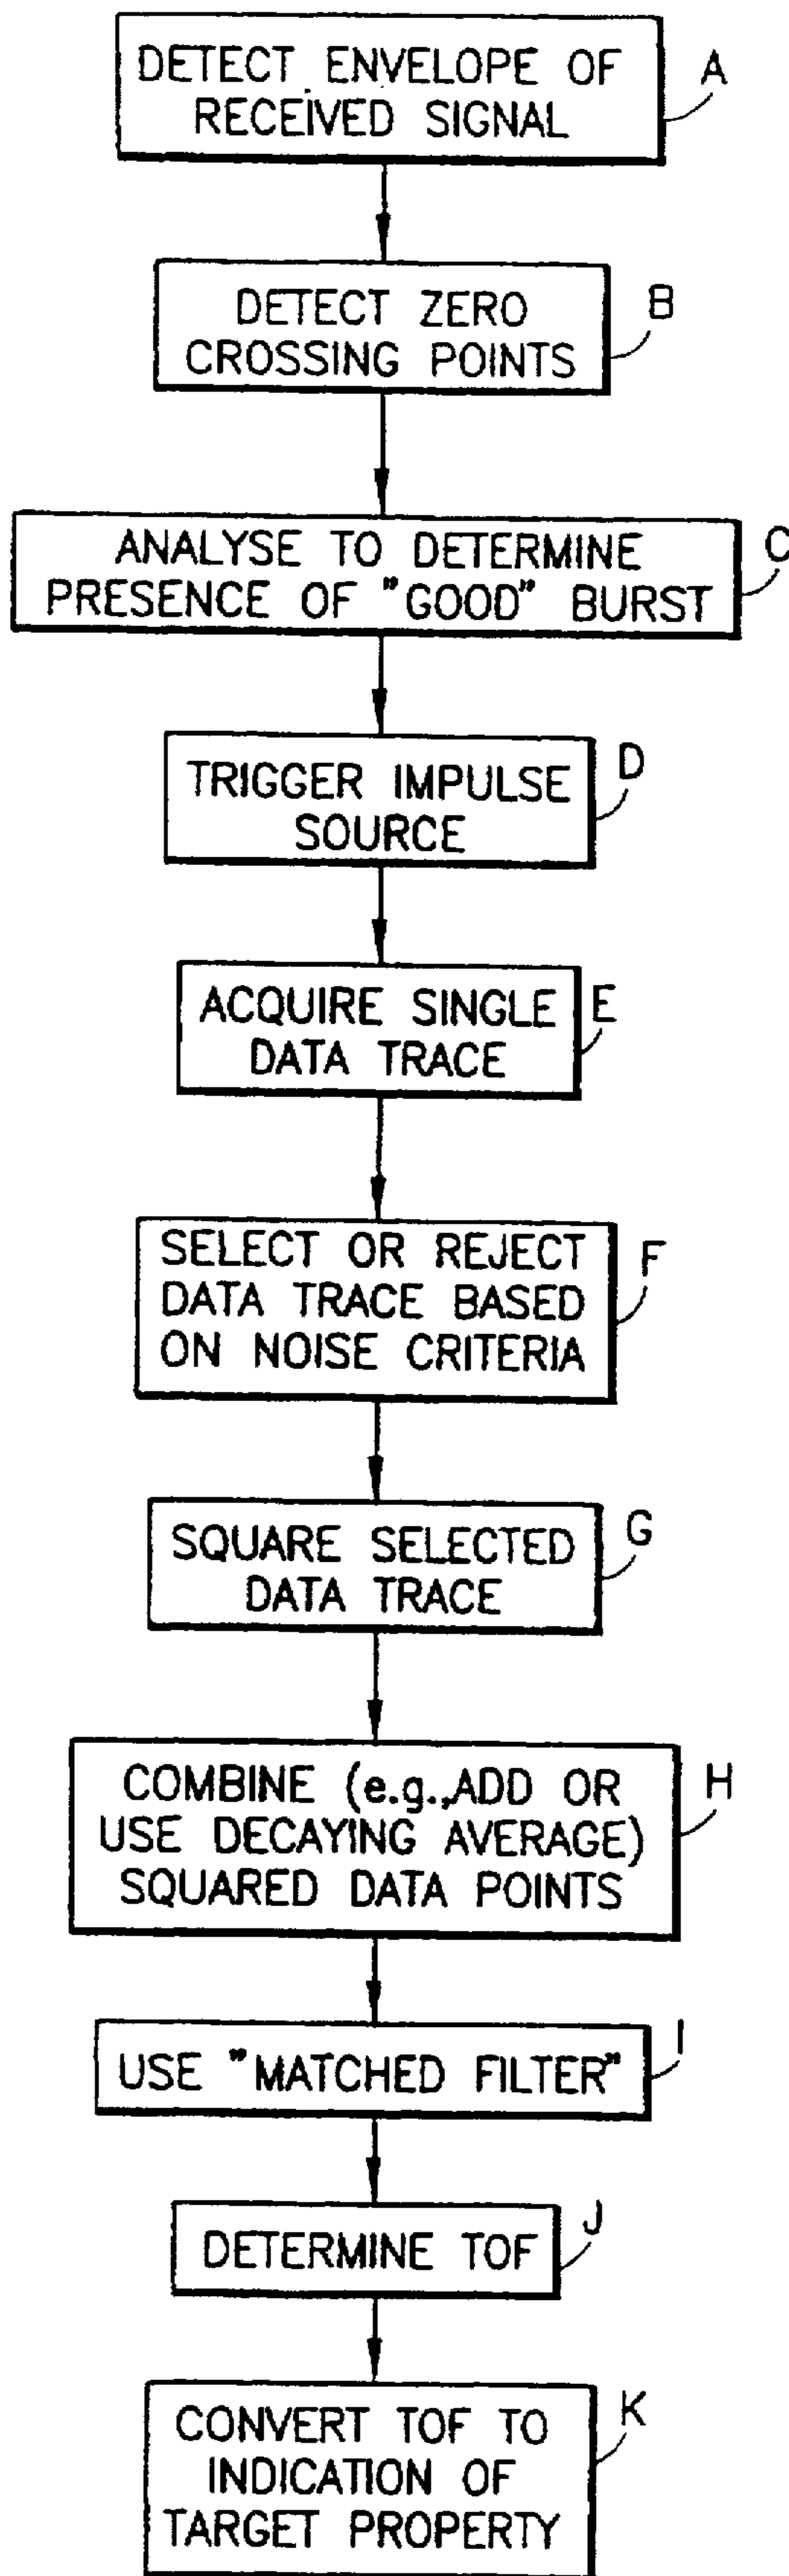 DETECT ENVELOPE OF
RECEIVED SIGNAL
A
DETECT ZERO
CROSSING POINTS
B
ANALYSE TO DETERMINE
PRESENCE OF "GOOD" BURST
C
TRIGGER IMPULSE
SOURCE
D
ACQUIRE SINGLE
DATA TRACE
E
SELECT OR REJECT
DATA TRACE BASED
ON NOISE CRITERIA
F
SQUARE SELECTED
DATA TRACE
G
COMBINE (e.g.,ADD OR
USE DECAYING AVERAGE)
SQUARED DATA POINTS
H
USE "MATCHED FILTER"
I
DETERMINE TOF
J
CONVERT TOF TO
INDICATION OF
TARGET PROPERTY
K